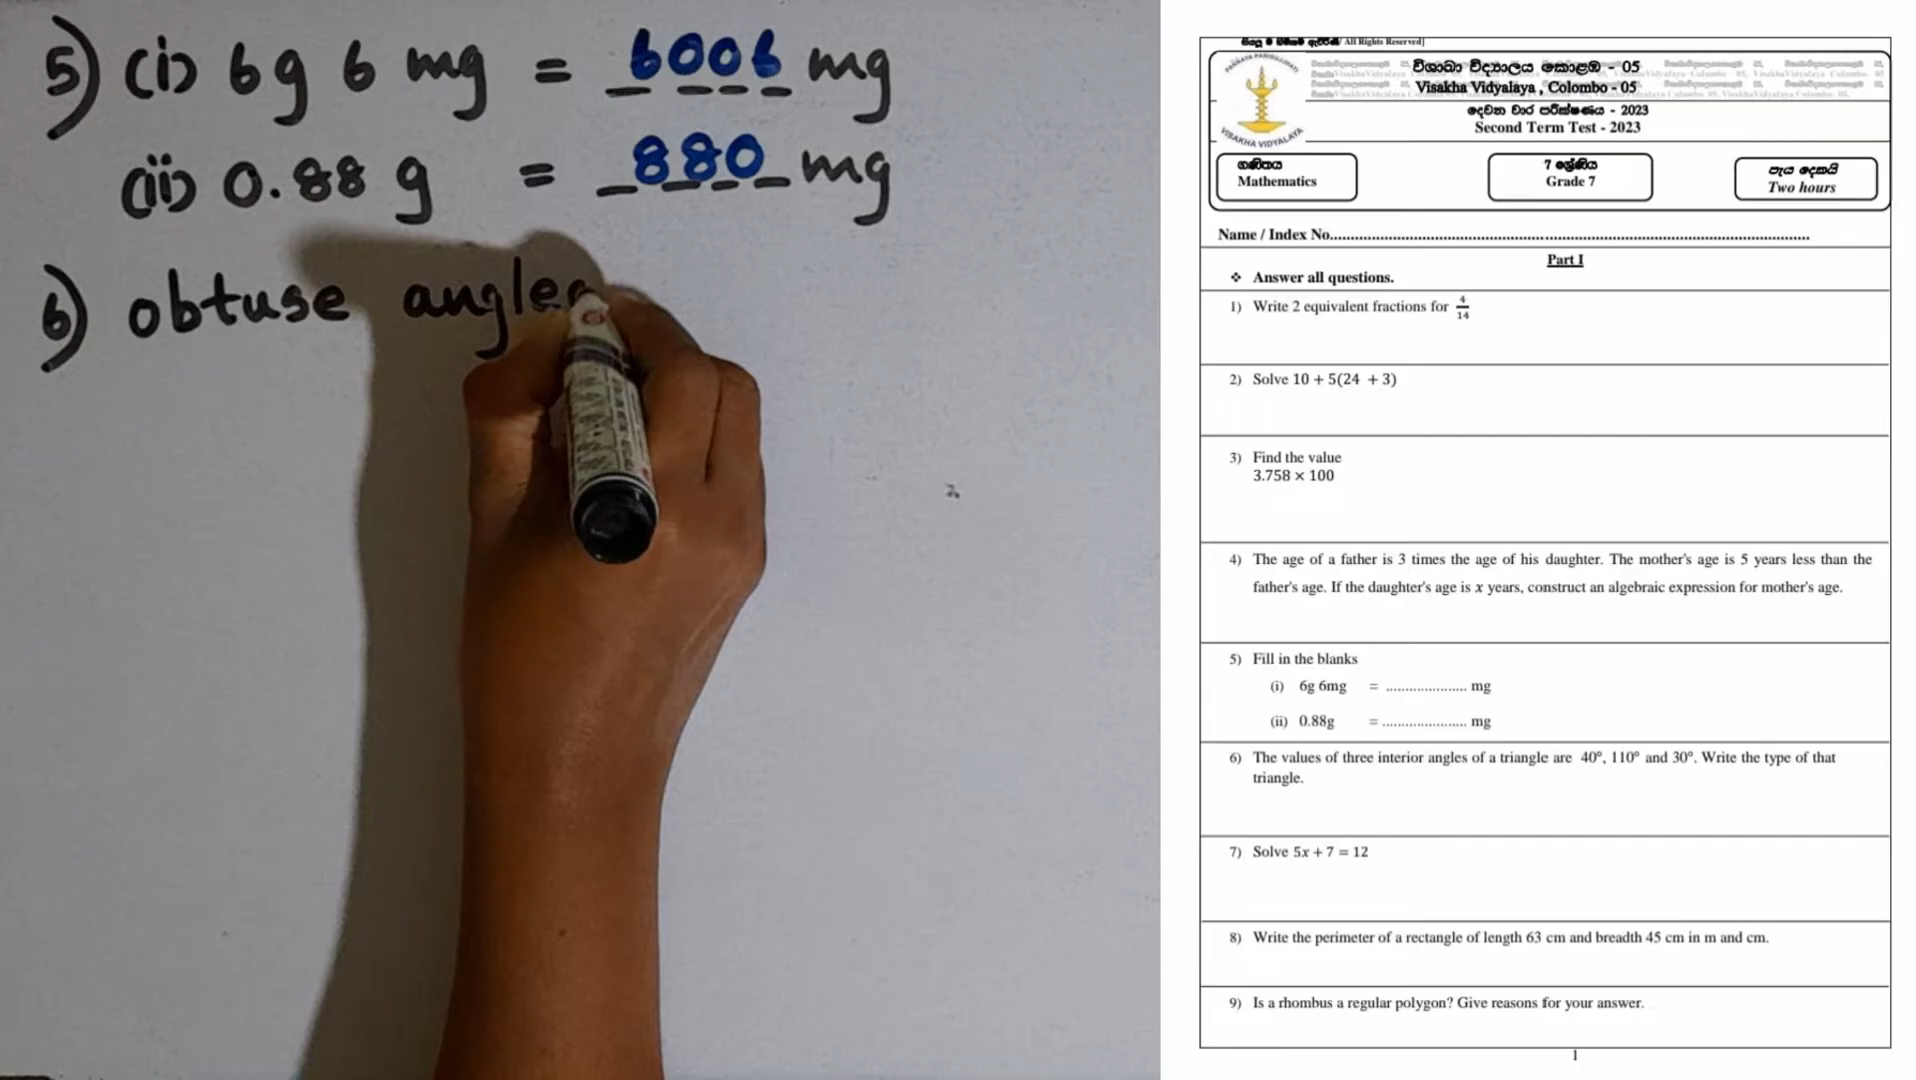 5) (i) 6g 6 mg = 6006 mg
(ii) 0.88 g = 880 mg
6) obtuse angle
All Rights Reserved]
විශාඛා විද්‍යාලය කොළඹ - 05
Visakha Vidyalaya , Colombo - 05
දෙවන වාර පරීක්ෂණය - 2023
Second Term Test - 2023
VISAKHA VIDYALAYA
ගණිතය
Mathematics
7 ශ්‍රේණිය
Grade 7
පැය දෙකයි
Two hours
Name / Index No.
Part I
❖ Answer all questions.
1) Write 2 equivalent fractions for 4/14
2) Solve 10 + 5(24 + 3)
3) Find the value
3.758 × 100
4) The age of a father is 3 times the age of his daughter. The mother's age is 5 years less than the
father's age. If the daughter's age is x years, construct an algebraic expression for mother's age.
5) Fill in the blanks
(i) 6g 6mg = ..................... mg
(ii) 0.88g = ...................... mg
6) The values of three interior angles of a triangle are 40°, 110° and 30°. Write the type of that
triangle.
7) Solve 5x + 7 = 12
8) Write the perimeter of a rectangle of length 63 cm and breadth 45 cm in m and cm.
9) Is a rhombus a regular polygon? Give reasons for your answer.
1